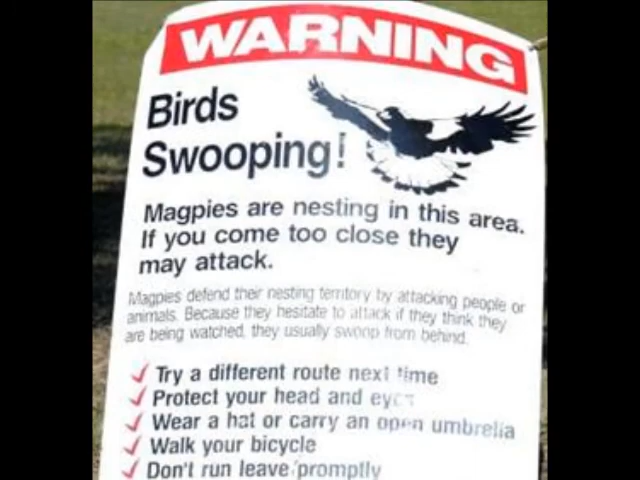 WARNING
Birds
Swooping!
Magpies are nesting in this area.
If you come too close they
may attack.
Magpies defend their nesting territory by attacking people or
animals. Because they hesitate to attack if they think they
are being watched, they usually swoop from behind.
Try a different route next time
Protect your head and eyes
Wear a hat or carry an open umbrella
Walk your bicycle
Don't run leave promptly